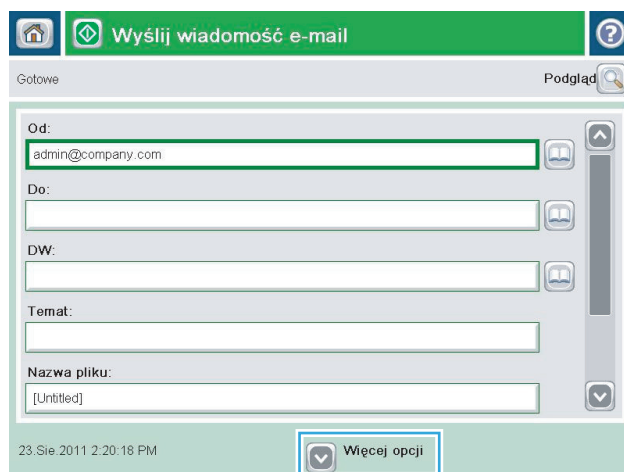 Wyślij wiadomość e-mail
Gotowe
Podgląd
Od:
admin@company.com
Do:
DW:
Temat:
Nazwa pliku:
[Untitled]
23.Sie.2011 2:20:18 PM
Więcej opcji